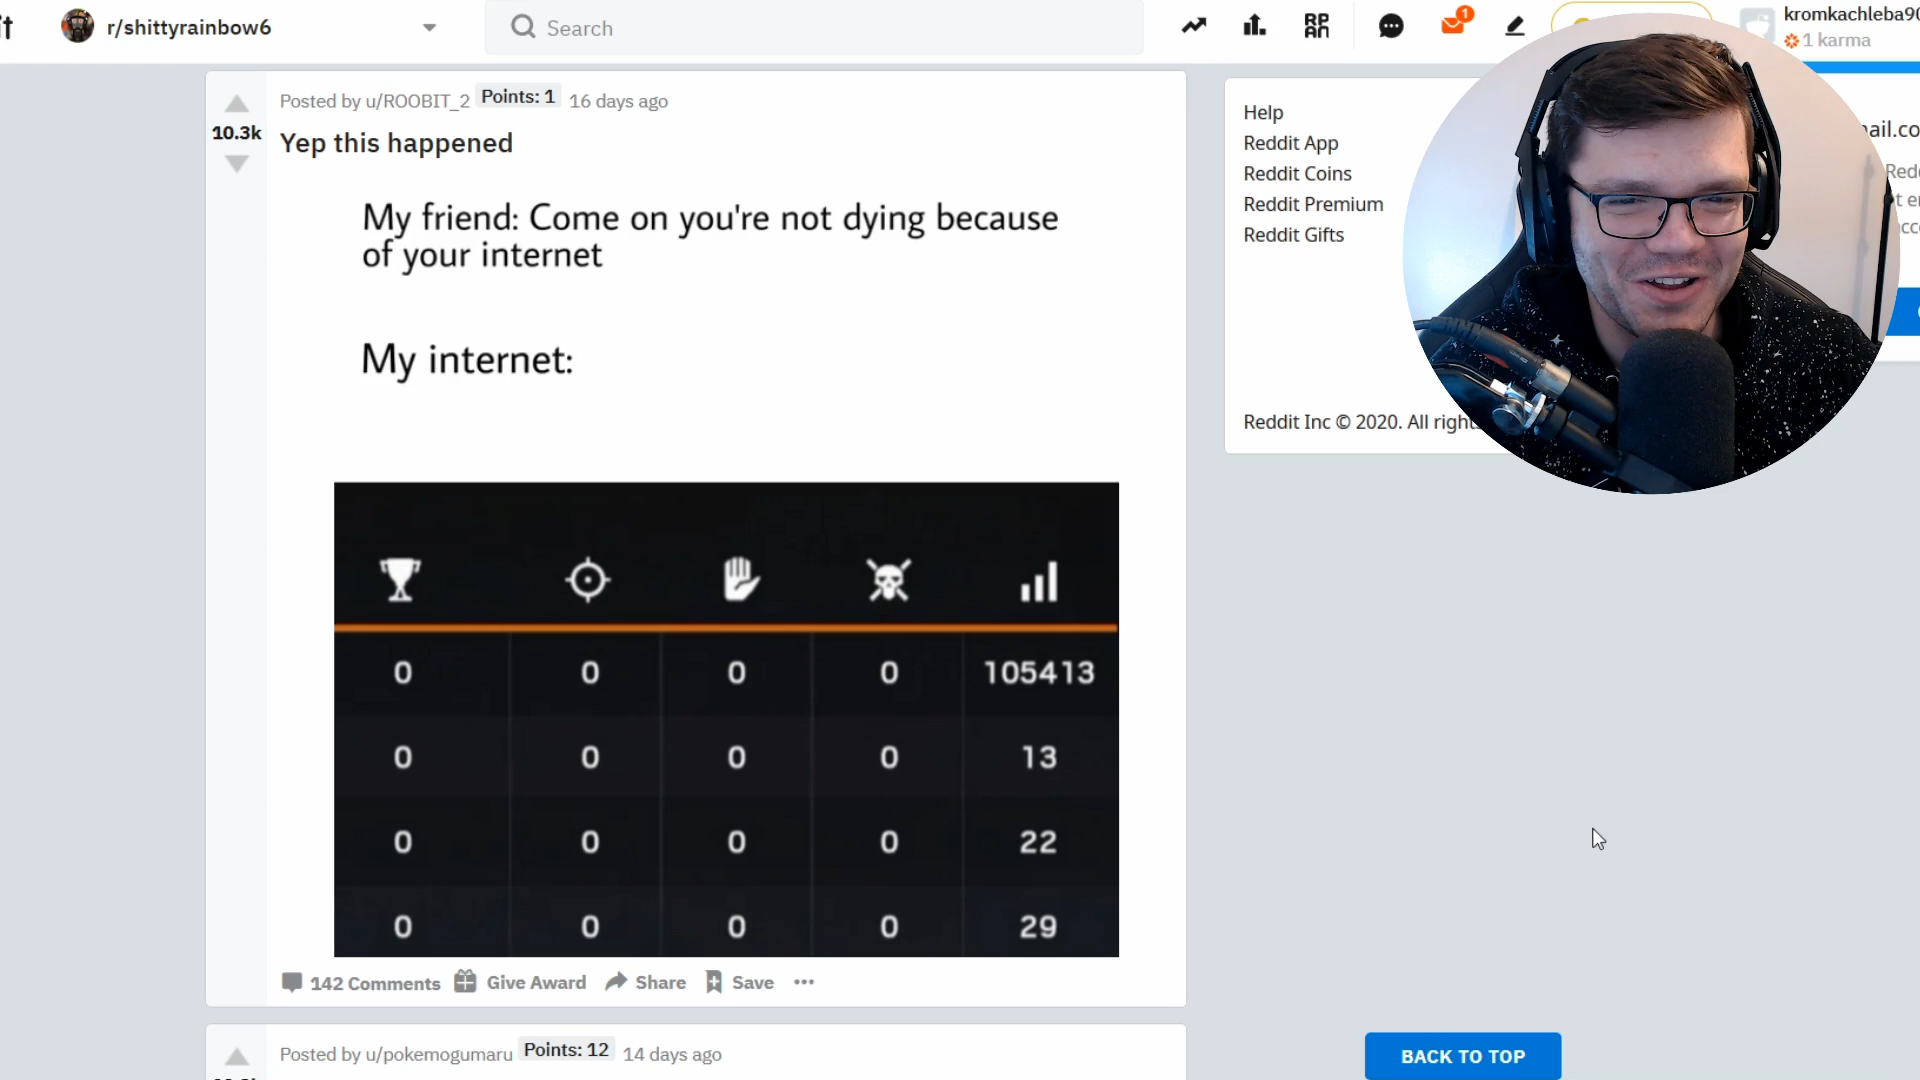 it
r/shittyrainbow6
Search
1
kromkachleba90
1 karma
Posted by u/ROOBIT_2 Points: 1 16 days ago
10.3k
Yep this happened
My friend: Come on you're not dying because
of your internet
My internet:
0 0 0 0 105413
0 0 0 0 13
0 0 0 0 22
0 0 0 0 29
142 Comments Give Award Share Save
Posted by u/pokemogumaru Points: 12 14 days ago
Help
Reddit App
Reddit Coins
Reddit Premium
Reddit Gifts
Reddit Inc © 2020. All rights
BACK TO TOP